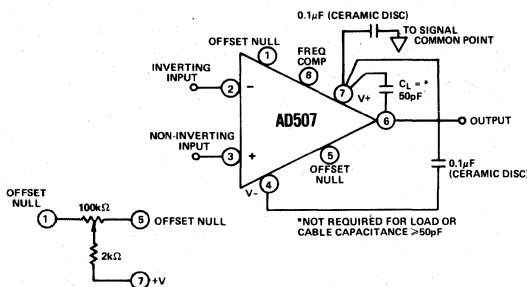 0.1µF (CERAMIC DISC)
TO SIGNAL
COMMON POINT
OFFSET NULL
1
FREQ
COMP
8
INVERTING
INPUT
2
−
7
V+
CL = *
50pF
AD507
6
OUTPUT
NON-INVERTING
INPUT
3
+
5
OFFSET
NULL
V-
4
0.1µF
(CERAMIC DISC)
*NOT REQUIRED FOR LOAD OR
CABLE CAPACITANCE ⩾50pF
OFFSET
NULL
1
100kΩ
5
OFFSET NULL
2kΩ
7
+V